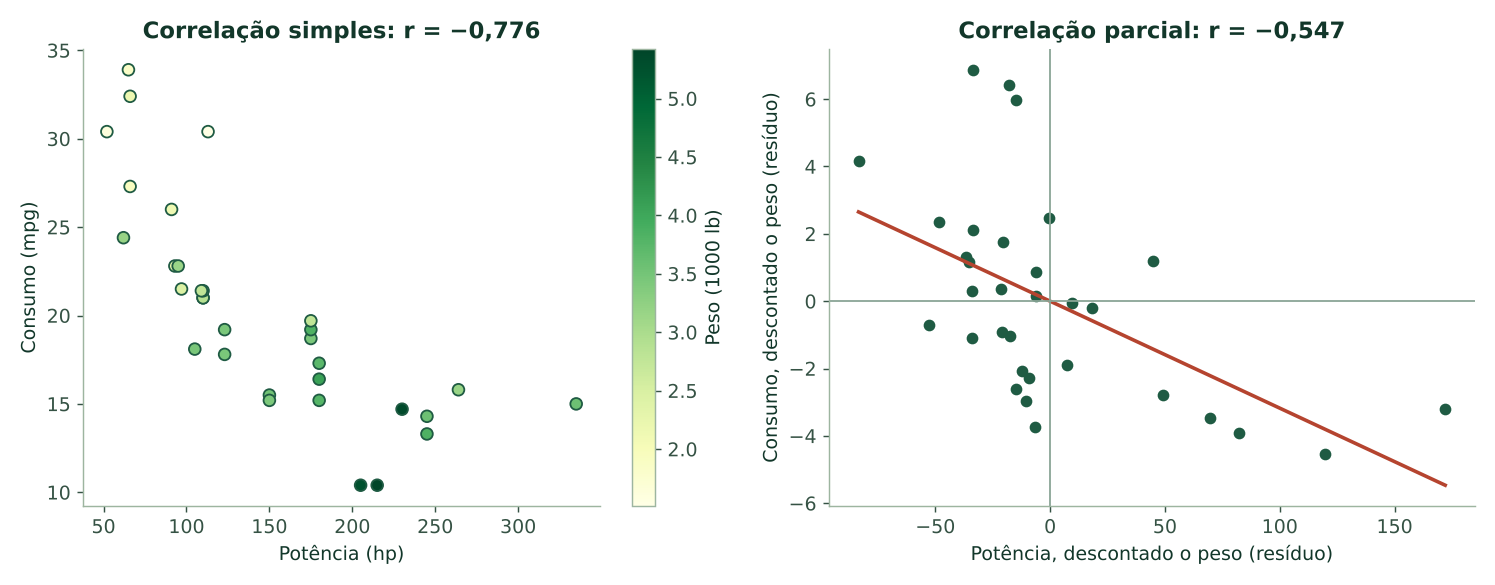 Correlação simples: r = −0,776
35
30
25
20
15
10
Consumo (mpg)
50 100 150 200 250 300
Potência (hp)
5.0
4.5
4.0
3.5
3.0
2.5
2.0
Peso (1000 lb)
Correlação parcial: r = −0,547
6
4
2
0
−2
−4
−6
Consumo, descontado o peso (resíduo)
−50 0 50 100 150
Potência, descontado o peso (resíduo)